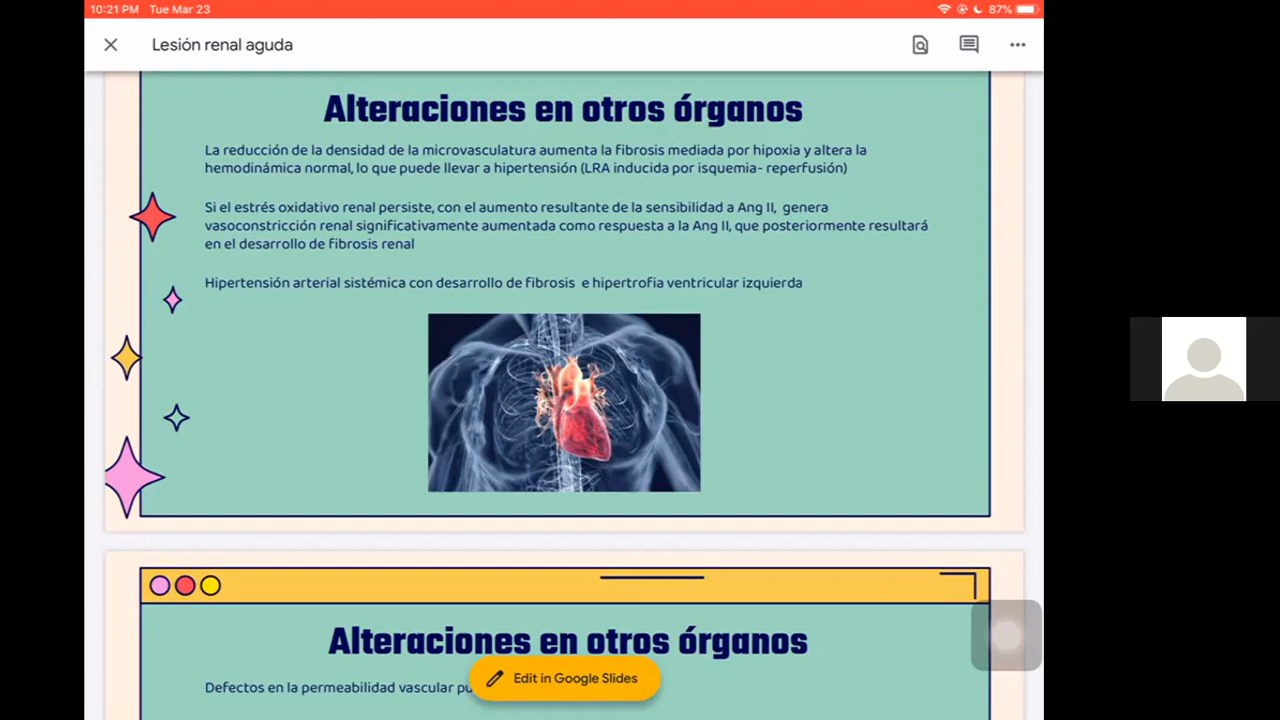 10:21 PM Tue Mar 23
87%
Lesión renal aguda
Alteraciones en otros órganos
La reducción de la densidad de la microvasculatura aumenta la fibrosis mediada por hipoxia y altera la
hemodinámica normal, lo que puede llevar a hipertensión (LRA inducida por isquemia- reperfusión)
Si el estrés oxidativo renal persiste, con el aumento resultante de la sensibilidad a Ang II, genera
vasoconstricción renal significativamente aumentada como respuesta a la Ang II, que posteriormente resultará
en el desarrollo de fibrosis renal
Hipertensión arterial sistémica con desarrollo de fibrosis e hipertrofia ventricular izquierda
Alteraciones en otros órganos
Defectos en la permeabilidad vascular pu
Edit in Google Slides